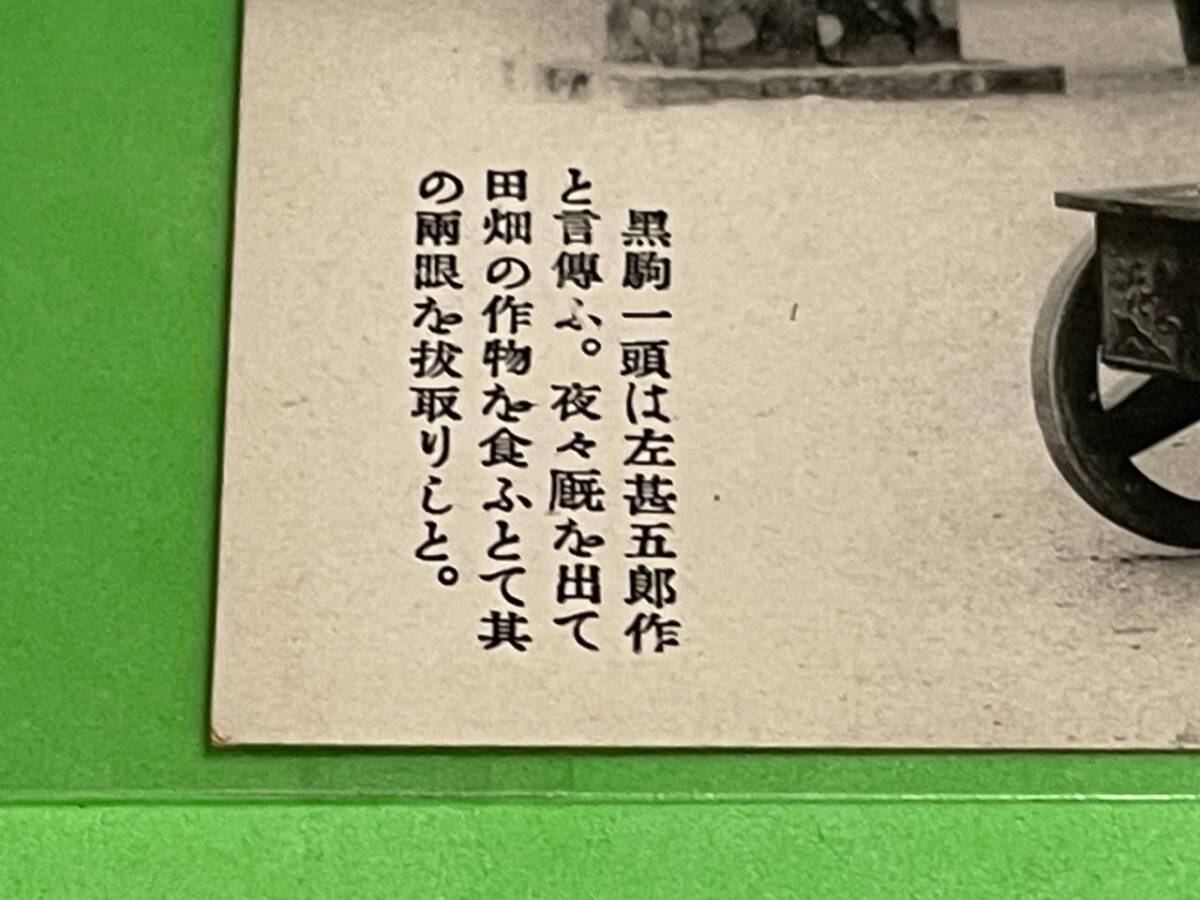 黑駒一頭は左甚五郎作
と言傳ふ。夜々厩を出て
田畑の作物を食ふとて其
の兩眼を拔取りしと。